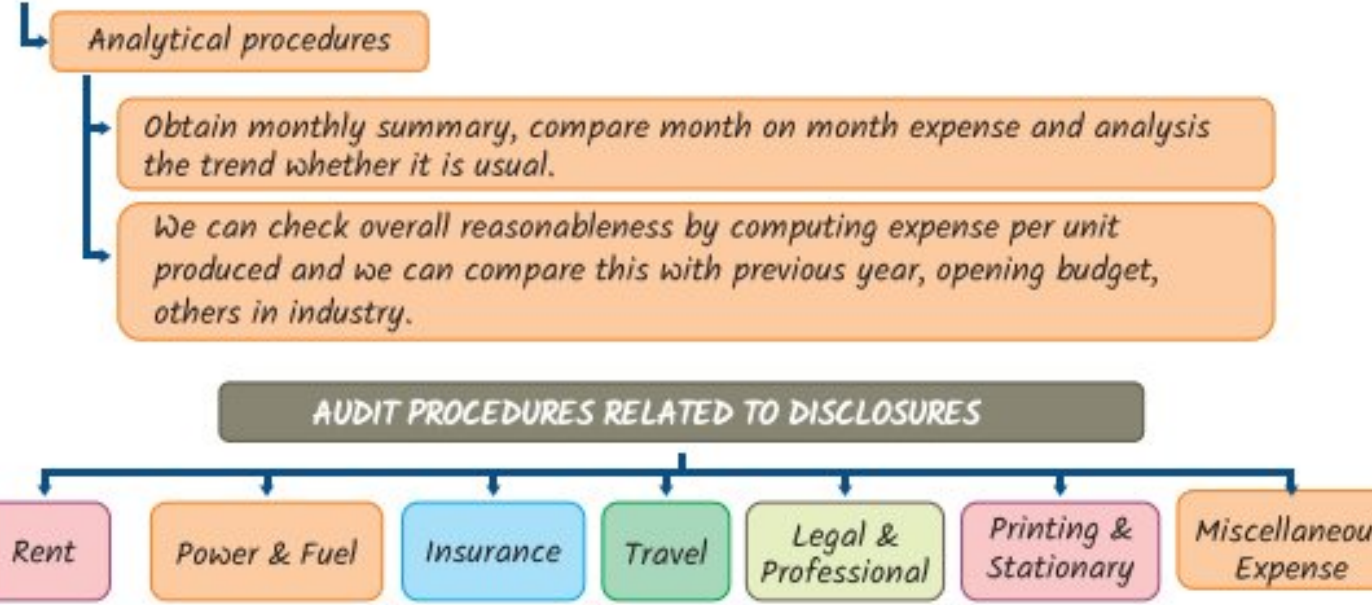 Analytical procedures
Obtain monthly summary, compare month on month expense and analysis
the trend whether it is usual.
We can check overall reasonableness by computing expense per unit
produced and we can compare this with previous year, opening budget,
others in industry.
AUDIT PROCEDURES RELATED TO DISCLOSURES
Rent
Power & Fuel
Insurance
Travel
Legal &
Professional
Printing &
Stationary
Miscellaneou
Expense